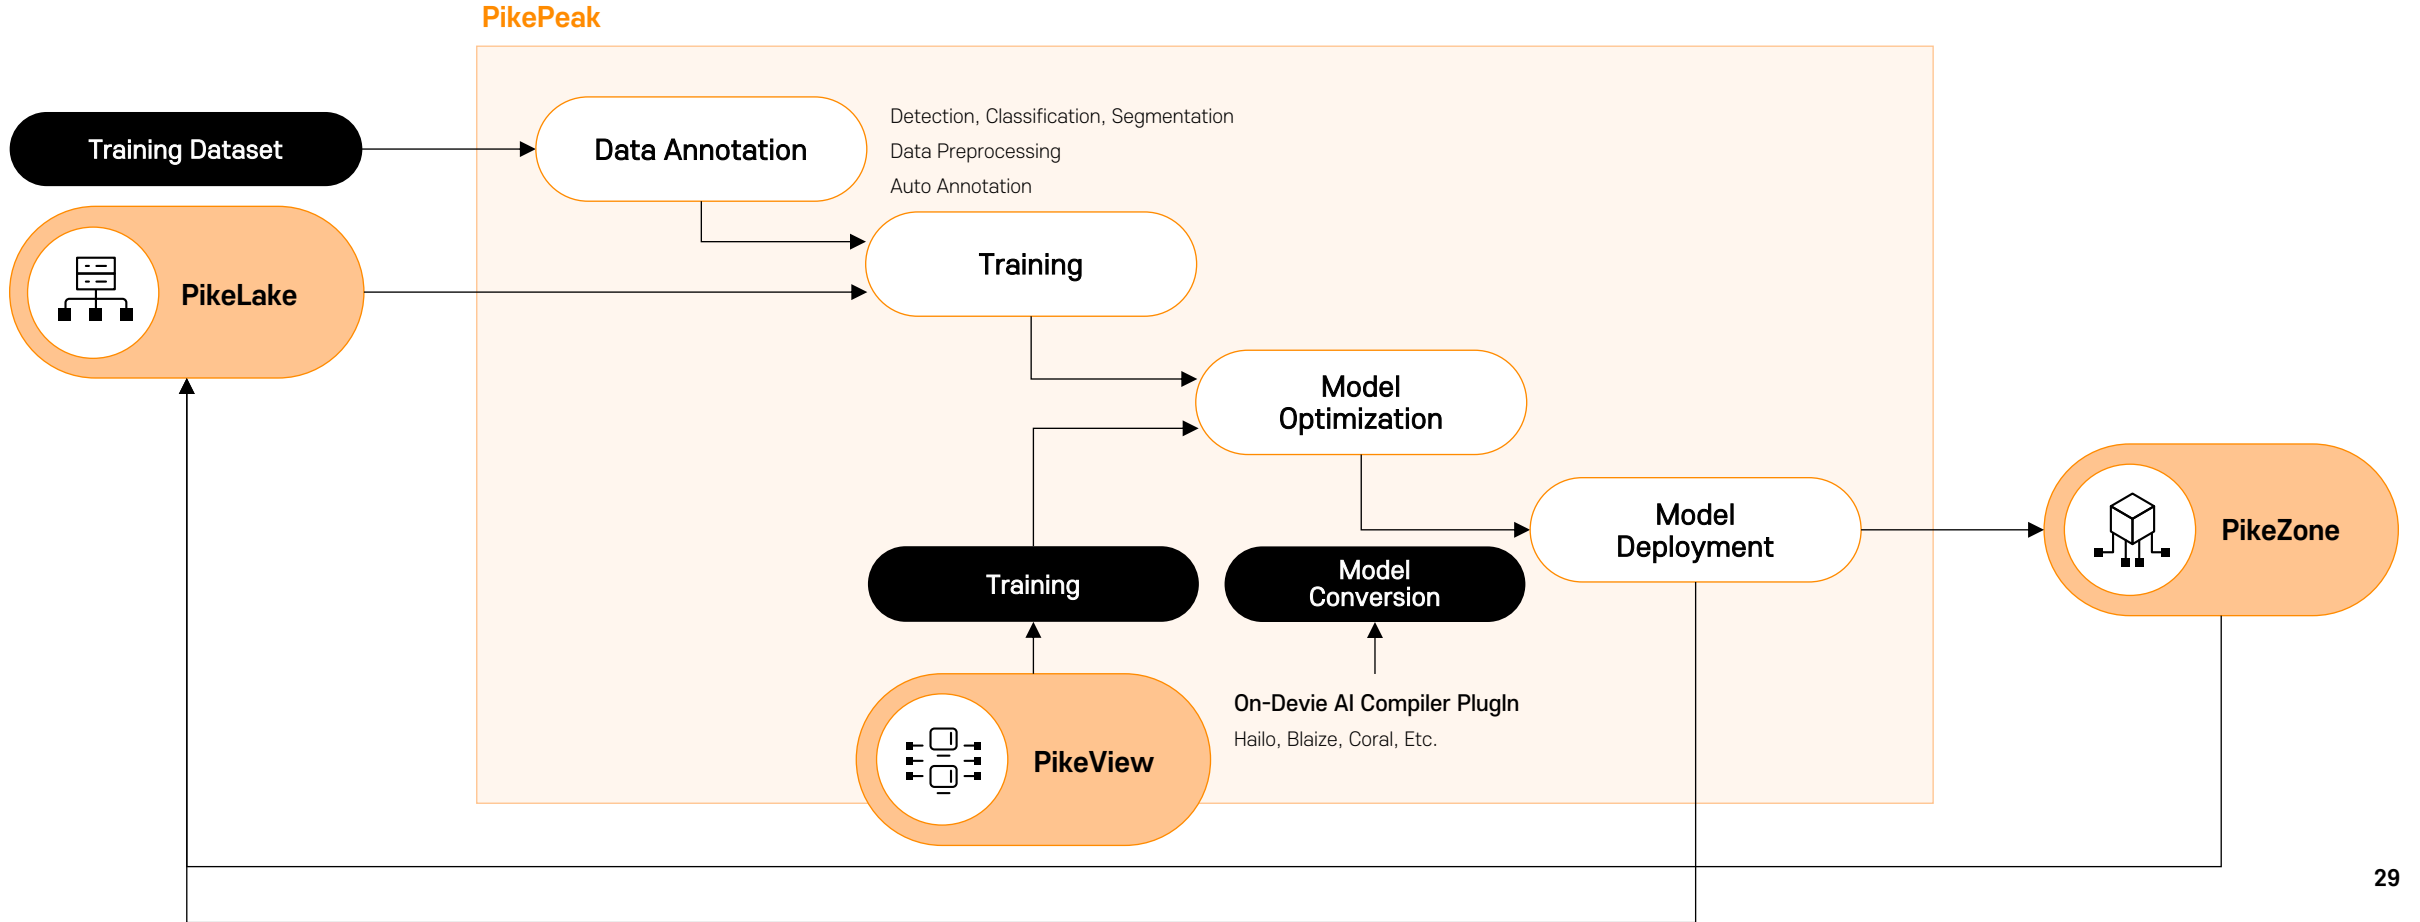 PikePeak
Training Dataset
Data Annotation
Detection, Classification, Segmentation
Data Preprocessing
Auto Annotation
PikeLake
Training
Model
Optimization
Model
Deployment
PikeZone
Training
Model
Conversion
PikeView
On-Devie AI Compiler PlugIn
Hailo, Blaize, Coral, Etc.
29